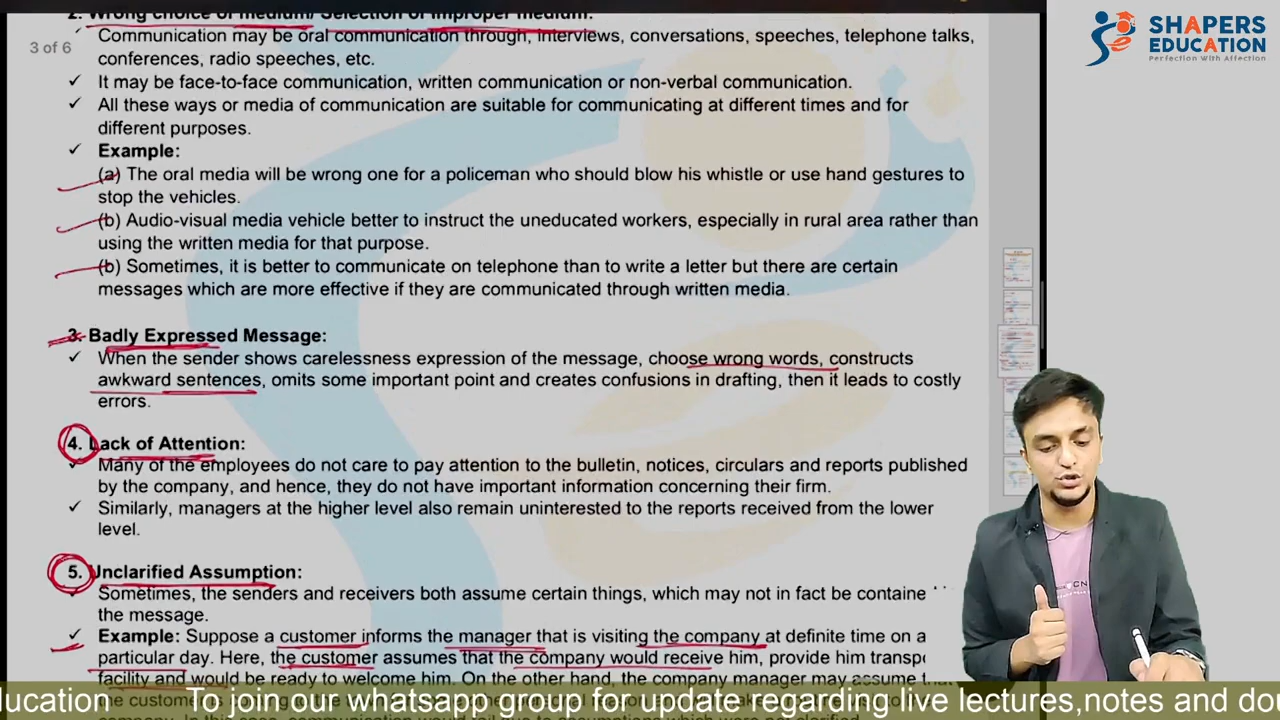 2. Wrong choice of medium/ Selection of improper medium:
SHAPERS
EDUCATION
Perfection With Affection
3 of 6
Communication may be oral communication through, interviews, conversations, speeches, telephone talks,
conferences, radio speeches, etc.
✓ It may be face-to-face communication, written communication or non-verbal communication.
✓ All these ways or media of communication are suitable for communicating at different times and for
different purposes.
✓ Example:
(a) The oral media will be wrong one for a policeman who should blow his whistle or use hand gestures to
stop the vehicles.
(b) Audio-visual media vehicle better to instruct the uneducated workers, especially in rural area rather than
using the written media for that purpose.
(b) Sometimes, it is better to communicate on telephone than to write a letter but there are certain
messages which are more effective if they are communicated through written media.
3. Badly Expressed Message:
✓ When the sender shows carelessness expression of the message, choose wrong words, constructs
awkward sentences, omits some important point and creates confusions in drafting, then it leads to costly
errors.
4. Lack of Attention:
✓ Many of the employees do not care to pay attention to the bulletin, notices, circulars and reports published
by the company, and hence, they do not have important information concerning their firm.
✓ Similarly, managers at the higher level also remain uninterested to the reports received from the lower
level.
5. Unclarified Assumption:
✓ Sometimes, the senders and receivers both assume certain things, which may not in fact be containe
the message.
✓ Example: Suppose a customer informs the manager that is visiting the company at definite time on a
particular day. Here, the customer assumes that the company would receive him, provide him transp
facility and would be ready to welcome him. On the other hand, the company manager may assume
ducation To join our whatsapp group for update regarding live lectures,notes and do